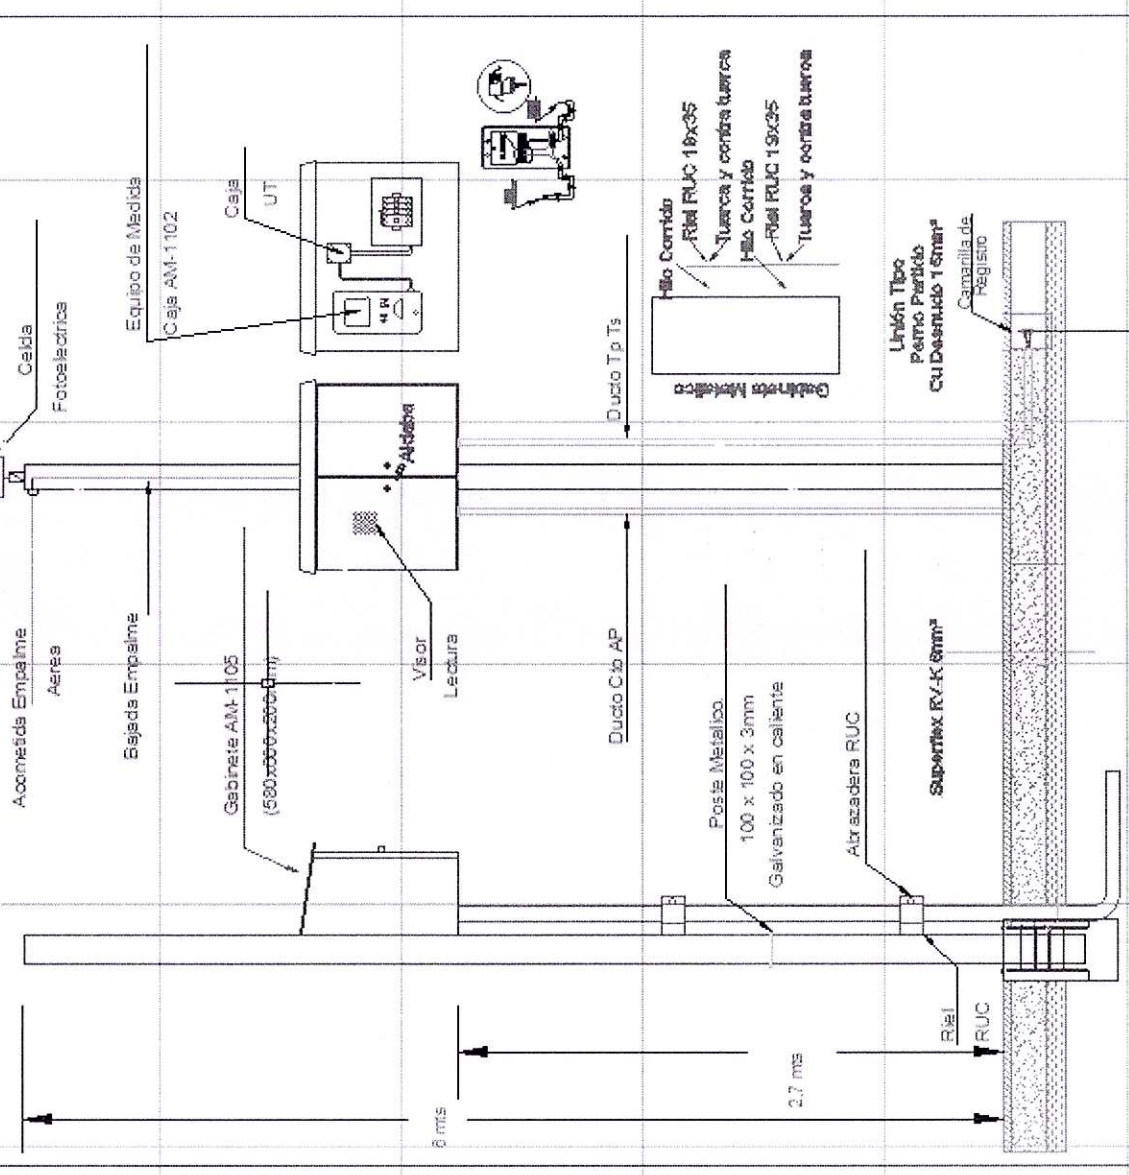 Celda
Fotoelectrica
Equipo de Medida
Caja AM-1102
Caja
UT
Acometida Empalme
Aerea
Bajada Empalme
Gabinete AM-1105
Visor
Lectura
Aldaba
Ducto Tp Ts
Ducto Cto AP
Gabinete Metalico
Hilo Corrido
Riel RUC 19x35
Tuerca y contra tuerca
Hilo Corrido
Riel RUC 19x35
Tuerca y contra tuerca
Unión Tipo
Perno Partido
Cu Desnudo 16mm²
Camarilla de
Registro
Poste Metalico
100 x 100 x 3mm
Galvanizado en caliente
Abrazadera RUC
Superflex RV-K 6mm²
Riel
RUC
6 mts
2.7 mts